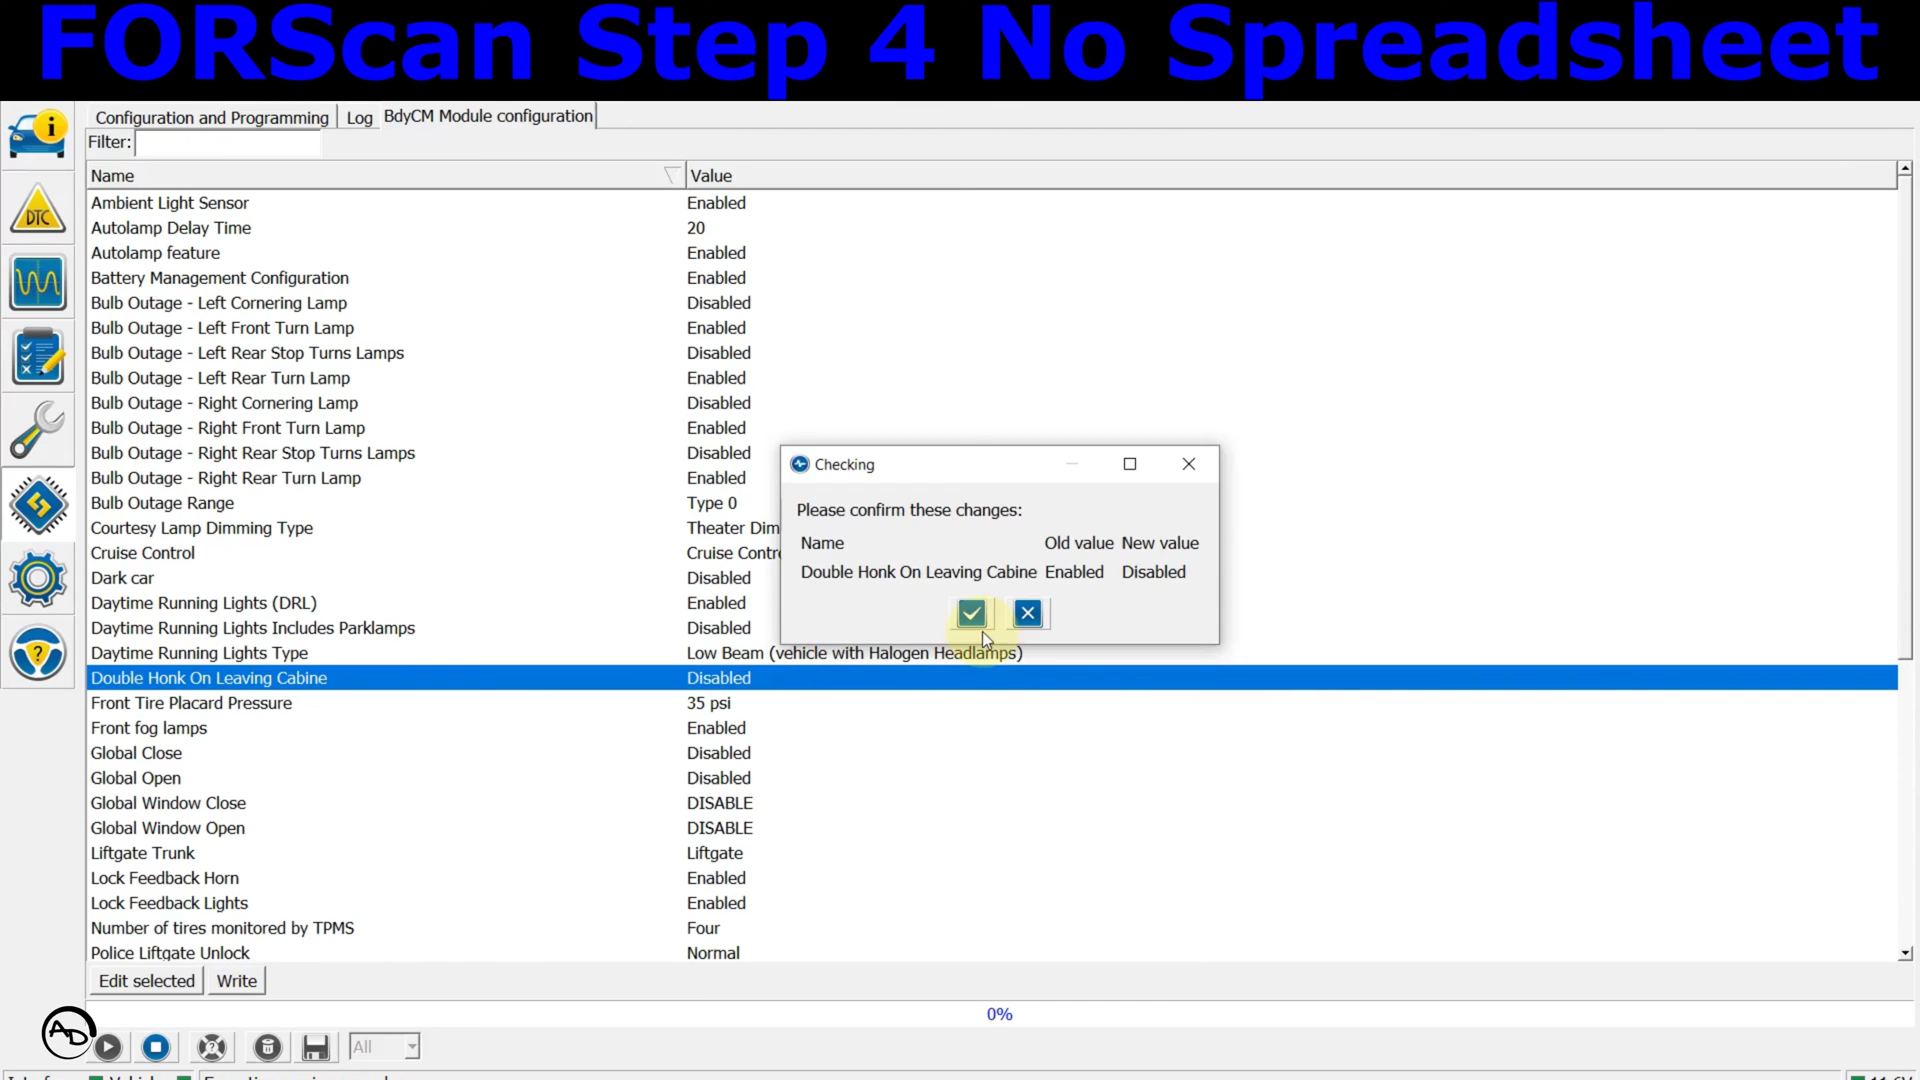 FORScan Step 4 No Spreadsheet
Configuration and Programming Log BdyCM Module configuration
Filter:
Name Value
Ambient Light Sensor Enabled
Autolamp Delay Time 20
Autolamp feature Enabled
Battery Management Configuration Enabled
Bulb Outage - Left Cornering Lamp Disabled
Bulb Outage - Left Front Turn Lamp Enabled
Bulb Outage - Left Rear Stop Turns Lamps Disabled
Bulb Outage - Left Rear Turn Lamp Enabled
Bulb Outage - Right Cornering Lamp Disabled
Bulb Outage - Right Front Turn Lamp Enabled
Bulb Outage - Right Rear Stop Turns Lamps Disabled
Bulb Outage - Right Rear Turn Lamp Enabled
Bulb Outage Range Type 0
Courtesy Lamp Dimming Type Theater Dim
Cruise Control Cruise Contr
Dark car Disabled
Daytime Running Lights (DRL) Enabled
Daytime Running Lights Includes Parklamps Disabled
Daytime Running Lights Type Low Beam (vehicle with Halogen Headlamps)
Double Honk On Leaving Cabine Disabled
Front Tire Placard Pressure 35 psi
Front fog lamps Enabled
Global Close Disabled
Global Open Disabled
Global Window Close DISABLE
Global Window Open DISABLE
Liftgate Trunk Liftgate
Lock Feedback Horn Enabled
Lock Feedback Lights Enabled
Number of tires monitored by TPMS Four
Police Liftgate Unlock Normal
Checking
Please confirm these changes:
Name Old value New value
Double Honk On Leaving Cabine Enabled Disabled
Edit selected Write
0%
All
DTC
AD